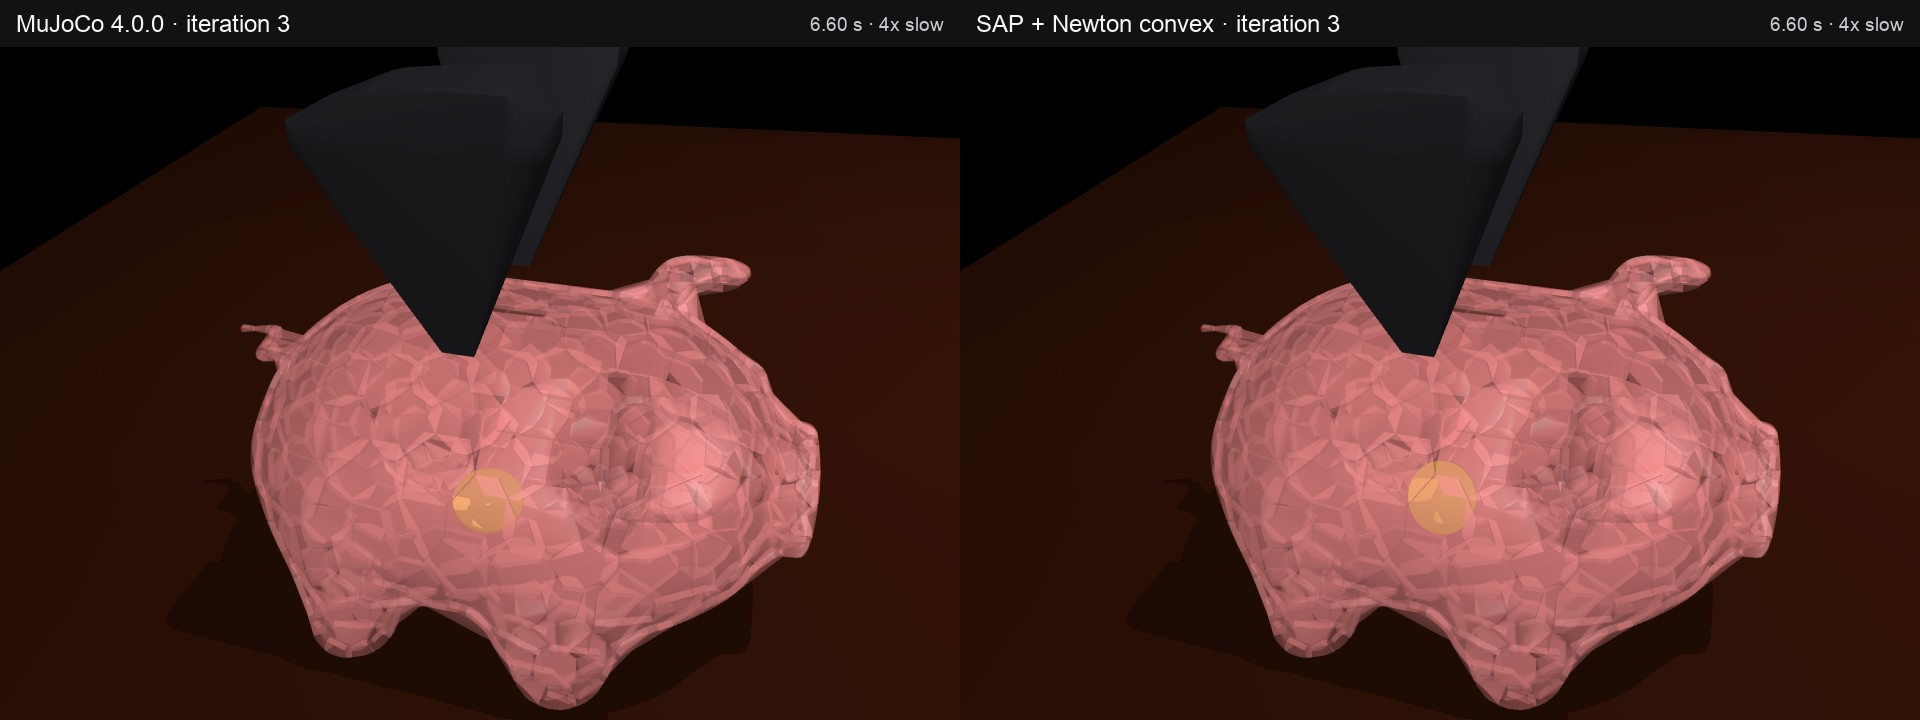 MuJoCo 4.0.0 · iteration 3
6.60 s · 4x slow
SAP + Newton convex · iteration 3
6.60 s · 4x slow